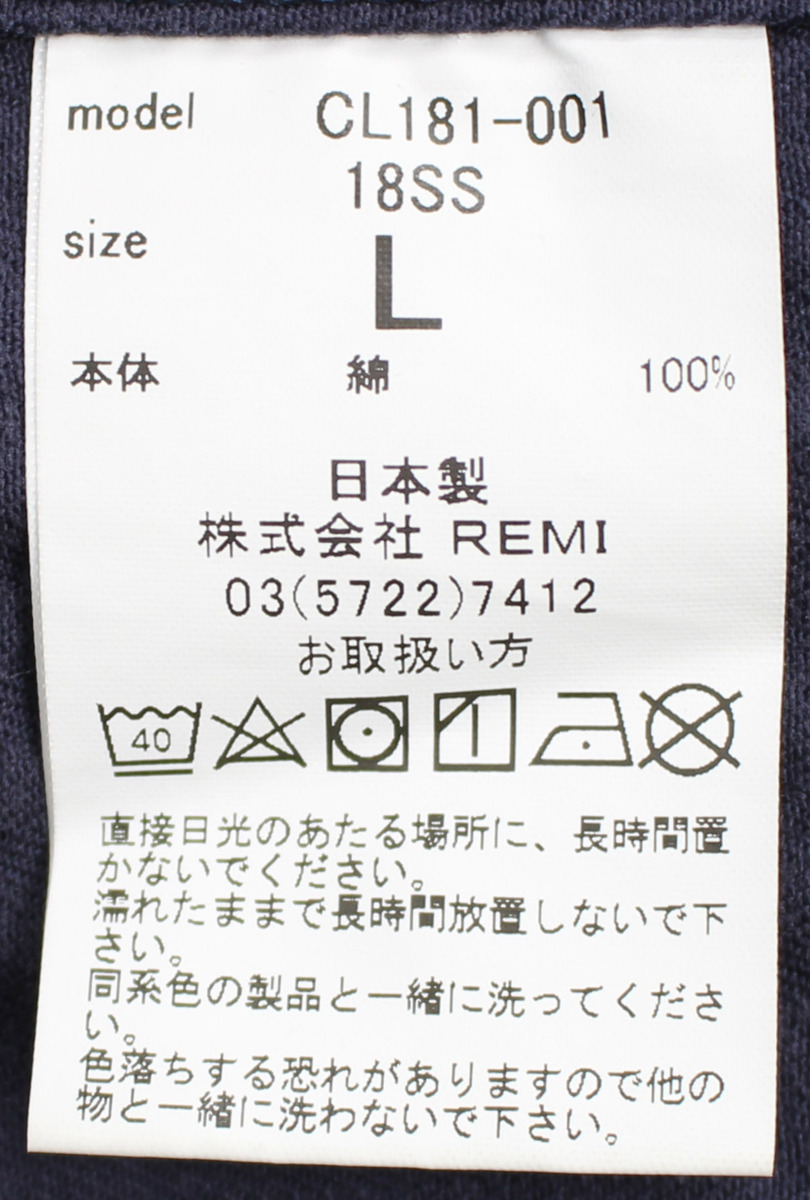 model CL181-001
18SS
size L
本体 綿 100%
日本製
株式会社 REMI
03(5722)7412
お取扱い方
40
直接日光のあたる場所に、長時間置
かないでください。
濡れたままで長時間放置しないで下
さい。
同系色の製品と一緒に洗ってくださ
い。
色落ちする恐れがありますので他の
物と一緒に洗わないで下さい。